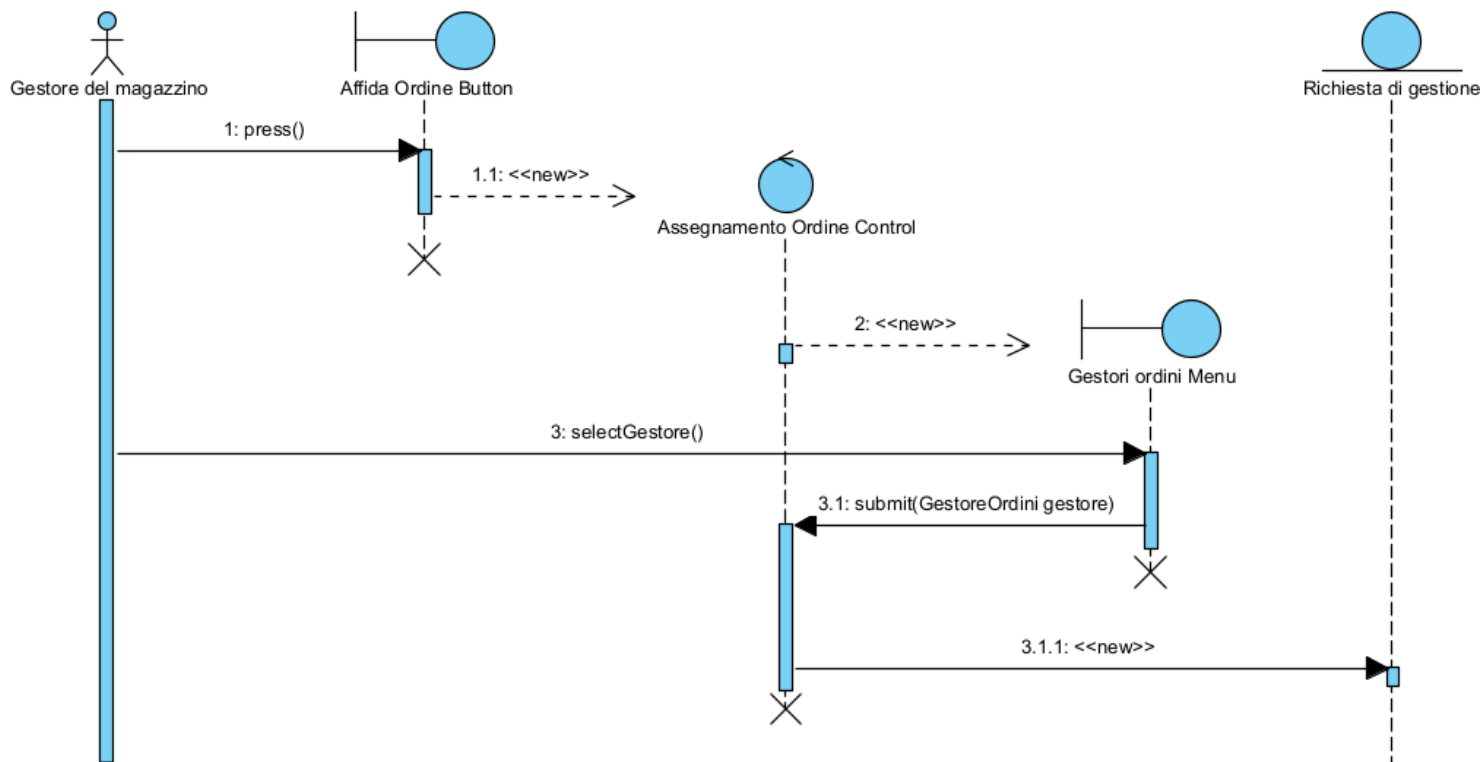 Gestore del magazzino
Affida Ordine Button
Richiesta di gestione
1: press()
1.1: <<new>>
Assegnamento Ordine Control
2: <<new>>
Gestori ordini Menu
3: selectGestore()
3.1: submit(GestoreOrdini gestore)
3.1.1: <<new>>